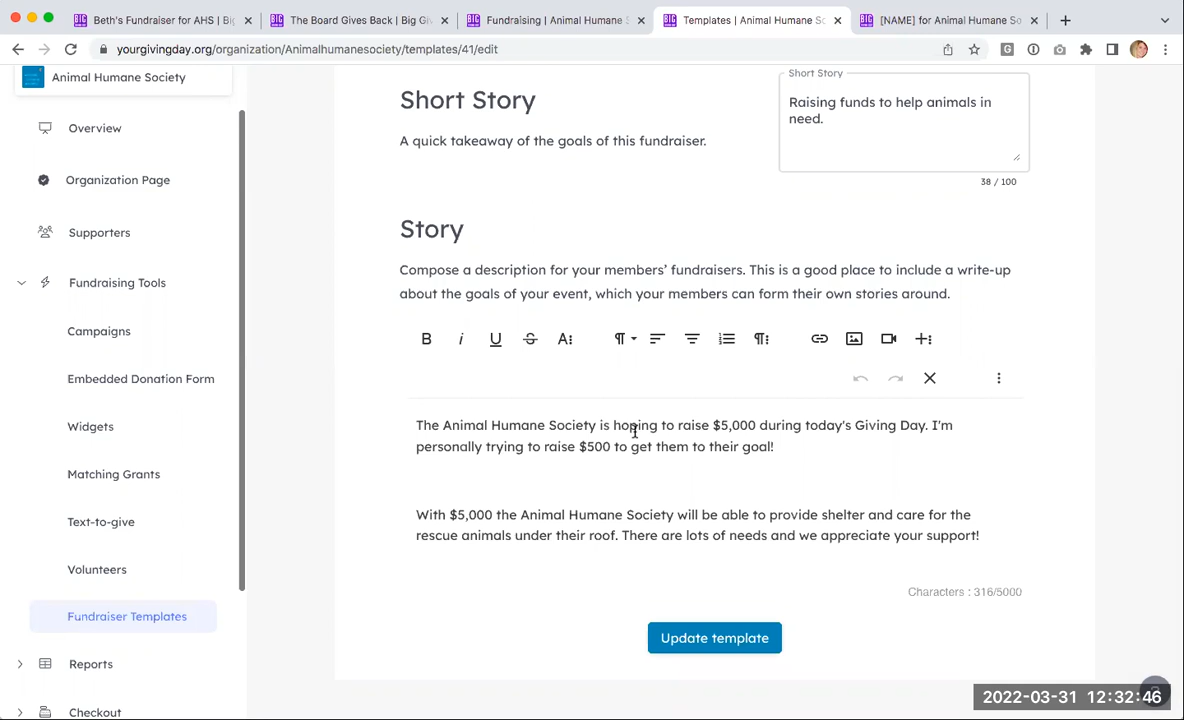 Beth's Fundraiser for AHS | Bi
The Board Gives Back | Big Giv
Fundraising | Animal Humane S
Templates | Animal Humane So
[NAME] for Animal Humane So
yourgivingday.org/organization/Animalhumanesociety/templates/41/edit
Animal Humane Society
Overview
Organization Page
Supporters
Fundraising Tools
Campaigns
Embedded Donation Form
Widgets
Matching Grants
Text-to-give
Volunteers
Fundraiser Templates
Reports
Checkout
Short Story
A quick takeaway of the goals of this fundraiser.
Short Story
Raising funds to help animals in
need.
38 / 100
Story
Compose a description for your members’ fundraisers. This is a good place to include a write-up
about the goals of your event, which your members can form their own stories around.
The Animal Humane Society is hoping to raise $5,000 during today's Giving Day. I'm
personally trying to raise $500 to get them to their goal!
With $5,000 the Animal Humane Society will be able to provide shelter and care for the
rescue animals under their roof. There are lots of needs and we appreciate your support!
Characters : 316/5000
Update template
2022-03-31 12:32:46